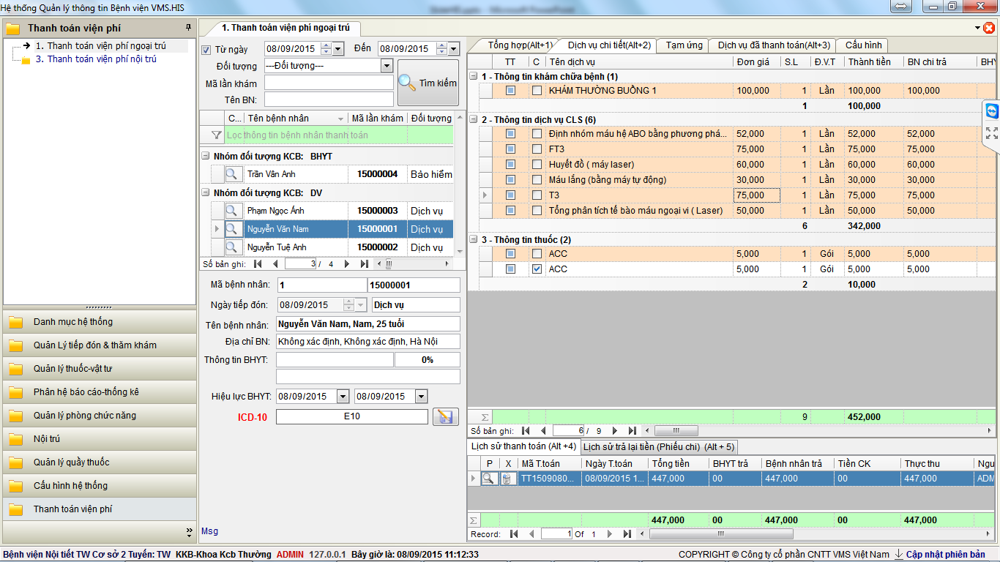 Hệ thống Quản lý thông tin Bệnh viện VMS.HIS
Thanh toán viện phí
1. Thanh toán viện phí ngoại trú
3. Thanh toán viện phí nội trú
Danh mục hệ thống
Quản Lý tiếp đón & thăm khám
Quản lý thuốc-vật tư
Phân hệ báo cáo-thống kê
Quản lý phòng chức năng
Nội trú
Quản lý quầy thuốc
Cấu hình hệ thống
Thanh toán viện phí
1. Thanh toán viện phí ngoại trú
Từ ngày 08/09/2015 Đến 08/09/2015
Đối tượng ---Đối tượng---
Mã lần khám
Tên BN:
Tìm kiếm
C... Tên bệnh nhân Mã lần khám Đối tượng
Lọc thông tin bệnh nhân thanh toán
Nhóm đối tượng KCB: BHYT
Trần Vân Anh 15000004 Bảo hiểm
Nhóm đối tượng KCB: DV
Phạm Ngọc Ánh 15000003 Dịch vụ
Nguyễn Văn Nam 15000001 Dịch vụ
Nguyễn Tuệ Anh 15000002 Dịch vụ
Số bản ghi: 3 / 4
Mã bệnh nhân: 1 15000001
Ngày tiếp đón: 08/09/2015 Dịch vụ
Tên bệnh nhân: Nguyễn Văn Nam, Nam, 25 tuổi
Địa chỉ BN: Không xác định, Không xác định, Hà Nội
Thông tin BHYT: 0%
Hiệu lực BHYT: 08/09/2015 08/09/2015
ICD-10 E10
Msg
Tổng hợp(Alt+1) Dịch vụ chi tiết(Alt+2) Tạm ứng Dịch vụ đã thanh toán(Alt+3) Cấu hình
TT C Tên dịch vụ Đơn giá S.L Đ.V.T Thành tiền BN chi trả BHY
1 - Thông tin khám chữa bệnh (1)
KHÁM THƯỜNG BUỒNG 1 100,000 1 Lần 100,000 100,000
1 100,000
2 - Thông tin dịch vụ CLS (6)
Định nhóm máu hệ ABO bằng phương phá... 52,000 1 Lần 52,000 52,000
FT3 75,000 1 Lần 75,000 75,000
Huyết đồ ( máy laser) 60,000 1 Lần 60,000 60,000
Máu lắng (bằng máy tự động) 30,000 1 Lần 30,000 30,000
T3 75,000 1 Lần 75,000 75,000
Tổng phân tích tế bào máu ngoại vi ( Laser) 50,000 1 Lần 50,000 50,000
6 342,000
3 - Thông tin thuốc (2)
ACC 5,000 1 Gói 5,000 5,000
ACC 5,000 1 Gói 5,000 5,000
2 10,000
Σ 9 452,000
Số bản ghi: 6 / 9
Lịch sử thanh toán (Alt +4) Lịch sử trả lại tiền (Phiếu chi) (Alt + 5)
P X Mã T.toán Ngày T.toán Tổng tiền BHYT trả Bệnh nhân trả Tiền CK Thực thu Ngu
TT1509080... 08/09/2015 1... 447,000 00 447,000 00 447,000 ADM
Σ 447,000 00 447,000 00 447,000
Record: 1 Of 1
Bệnh viện Nội tiết TW Cơ sở 2 Tuyến: TW KKB-Khoa Kcb Thường ADMIN 127.0.0.1 Bây giờ là: 08/09/2015 11:12:33 COPYRIGHT © Công ty cổ phần CNTT VMS Việt Nam Cập nhật phiên bản